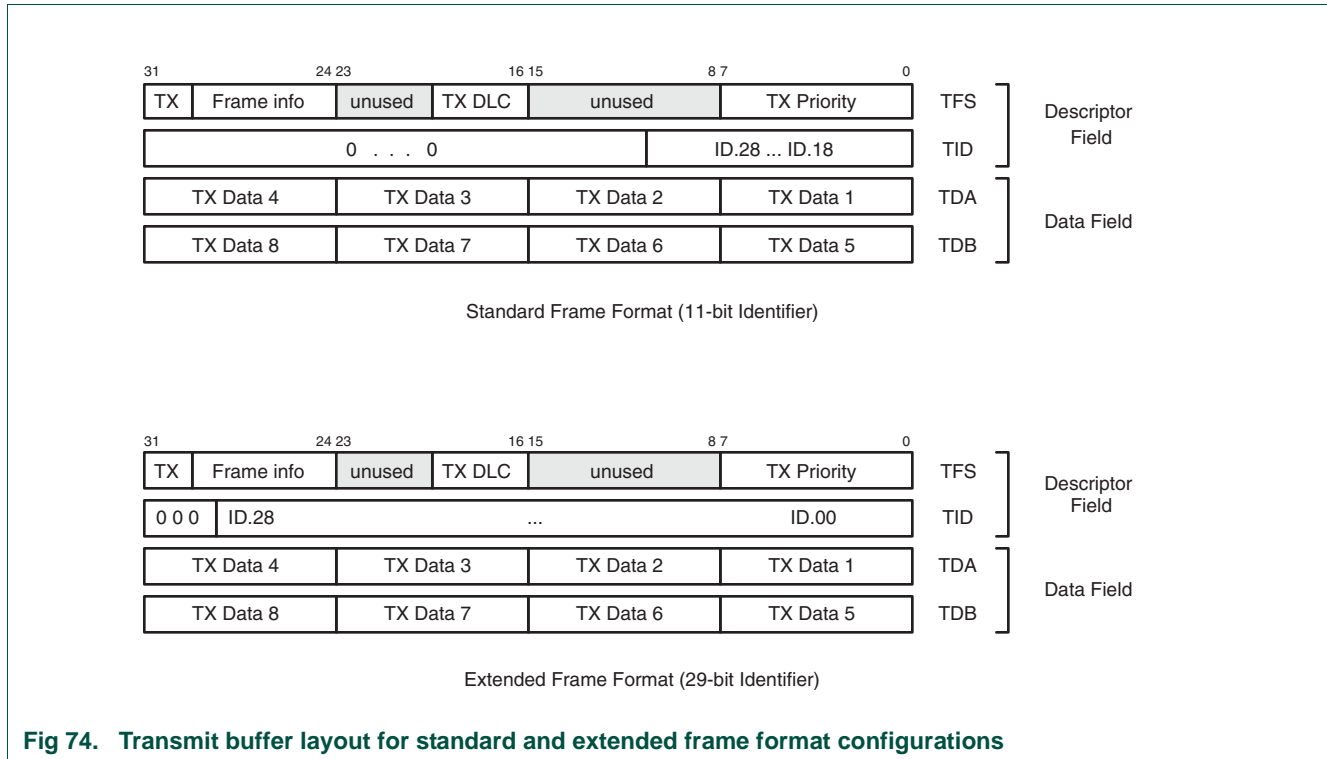 31 24 23 16 15 8 7 0
TX Frame info unused TX DLC unused TX Priority TFS
0 . . . 0 ID.28 ... ID.18 TID
Descriptor
Field
TX Data 4 TX Data 3 TX Data 2 TX Data 1 TDA
TX Data 8 TX Data 7 TX Data 6 TX Data 5 TDB
Data Field
Standard Frame Format (11-bit Identifier)
31 24 23 16 15 8 7 0
TX Frame info unused TX DLC unused TX Priority TFS
0 0 0 ID.28 ... ID.00 TID
Descriptor
Field
TX Data 4 TX Data 3 TX Data 2 TX Data 1 TDA
TX Data 8 TX Data 7 TX Data 6 TX Data 5 TDB
Data Field
Extended Frame Format (29-bit Identifier)
Fig 74. Transmit buffer layout for standard and extended frame format configurations